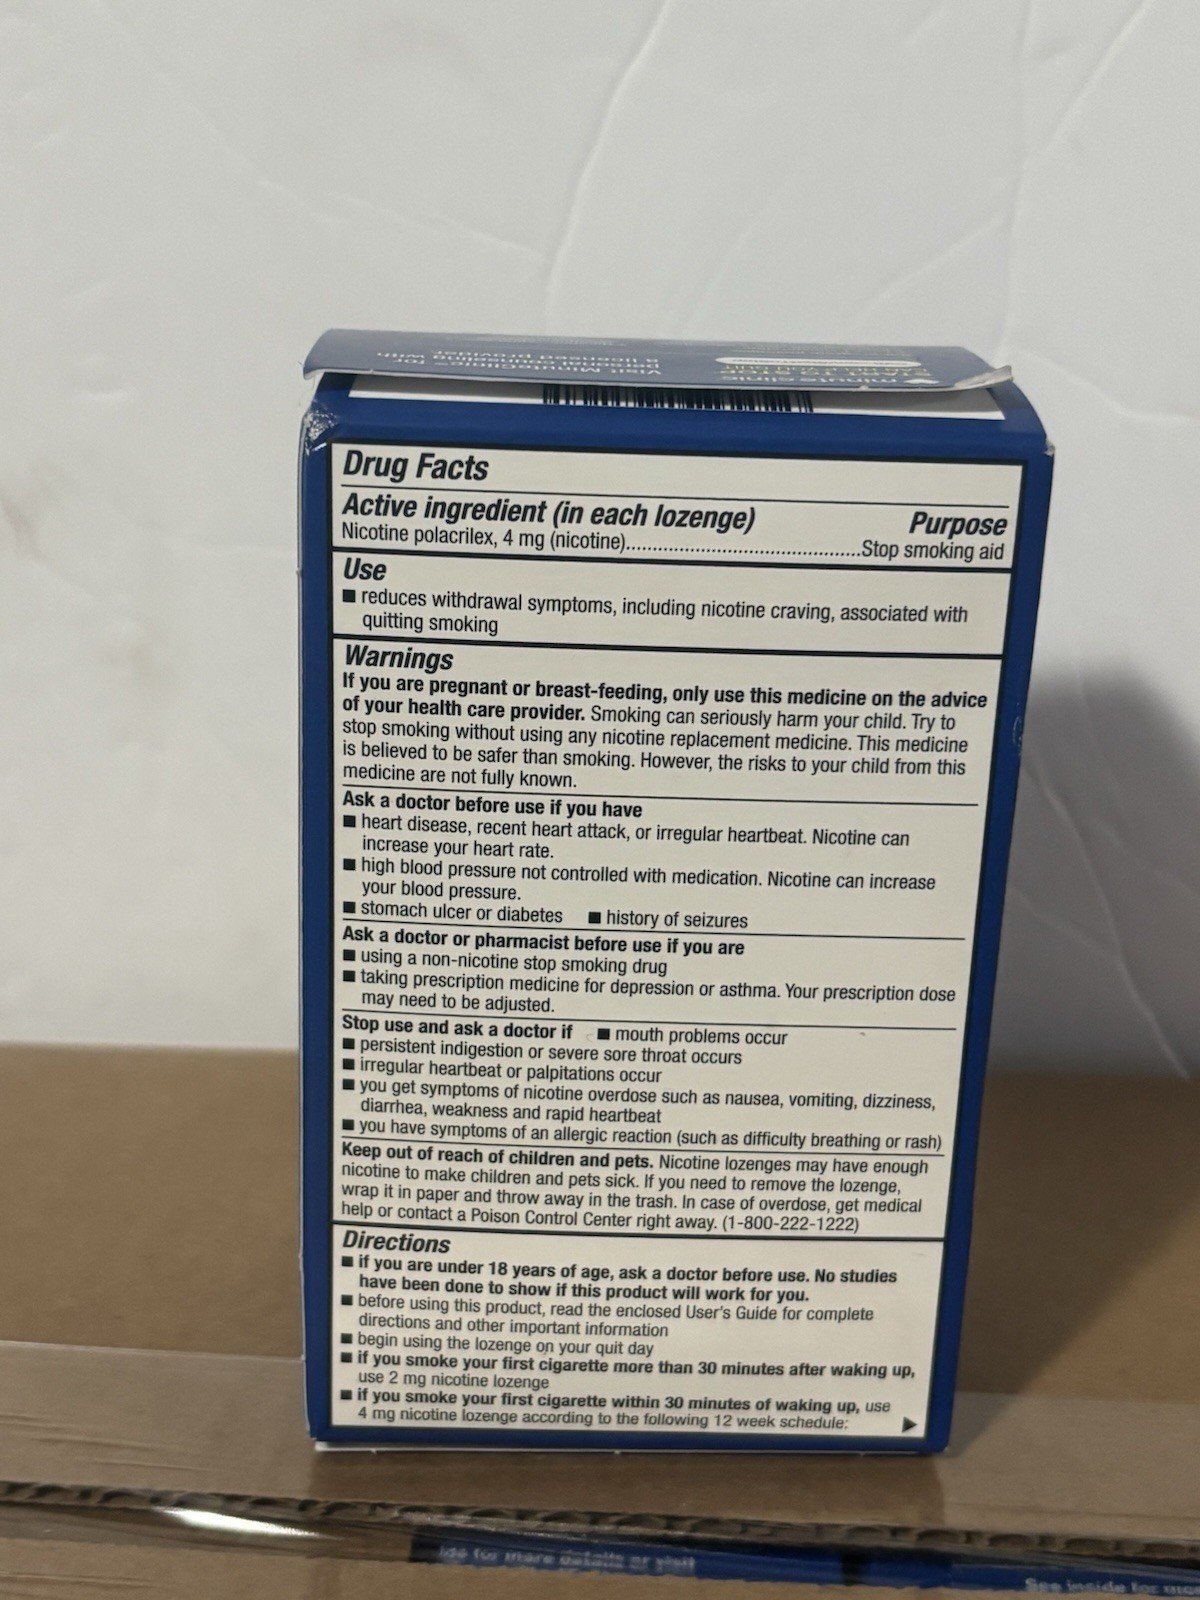 Visit MinuteClinic™ for
personal counseling with
a licensed provider
minuteclinic
Drug Facts
Active ingredient (in each lozenge) Purpose
Nicotine polacrilex, 4 mg (nicotine)..........................................Stop smoking aid
Use
■ reduces withdrawal symptoms, including nicotine craving, associated with
quitting smoking
Warnings
If you are pregnant or breast-feeding, only use this medicine on the advice
of your health care provider. Smoking can seriously harm your child. Try to
stop smoking without using any nicotine replacement medicine. This medicine
is believed to be safer than smoking. However, the risks to your child from this
medicine are not fully known.
Ask a doctor before use if you have
■ heart disease, recent heart attack, or irregular heartbeat. Nicotine can
increase your heart rate.
■ high blood pressure not controlled with medication. Nicotine can increase
your blood pressure.
■ stomach ulcer or diabetes ■ history of seizures
Ask a doctor or pharmacist before use if you are
■ using a non-nicotine stop smoking drug
■ taking prescription medicine for depression or asthma. Your prescription dose
may need to be adjusted.
Stop use and ask a doctor if ■ mouth problems occur
■ persistent indigestion or severe sore throat occurs
■ irregular heartbeat or palpitations occur
■ you get symptoms of nicotine overdose such as nausea, vomiting, dizziness,
diarrhea, weakness and rapid heartbeat
■ you have symptoms of an allergic reaction (such as difficulty breathing or rash)
Keep out of reach of children and pets. Nicotine lozenges may have enough
nicotine to make children and pets sick. If you need to remove the lozenge,
wrap it in paper and throw away in the trash. In case of overdose, get medical
help or contact a Poison Control Center right away. (1-800-222-1222)
Directions
■ if you are under 18 years of age, ask a doctor before use. No studies
have been done to show if this product will work for you.
■ before using this product, read the enclosed User's Guide for complete
directions and other important information
■ begin using the lozenge on your quit day
■ if you smoke your first cigarette more than 30 minutes after waking up,
use 2 mg nicotine lozenge
■ if you smoke your first cigarette within 30 minutes of waking up, use
4 mg nicotine lozenge according to the following 12 week schedule:
for more details or visit
See inside for